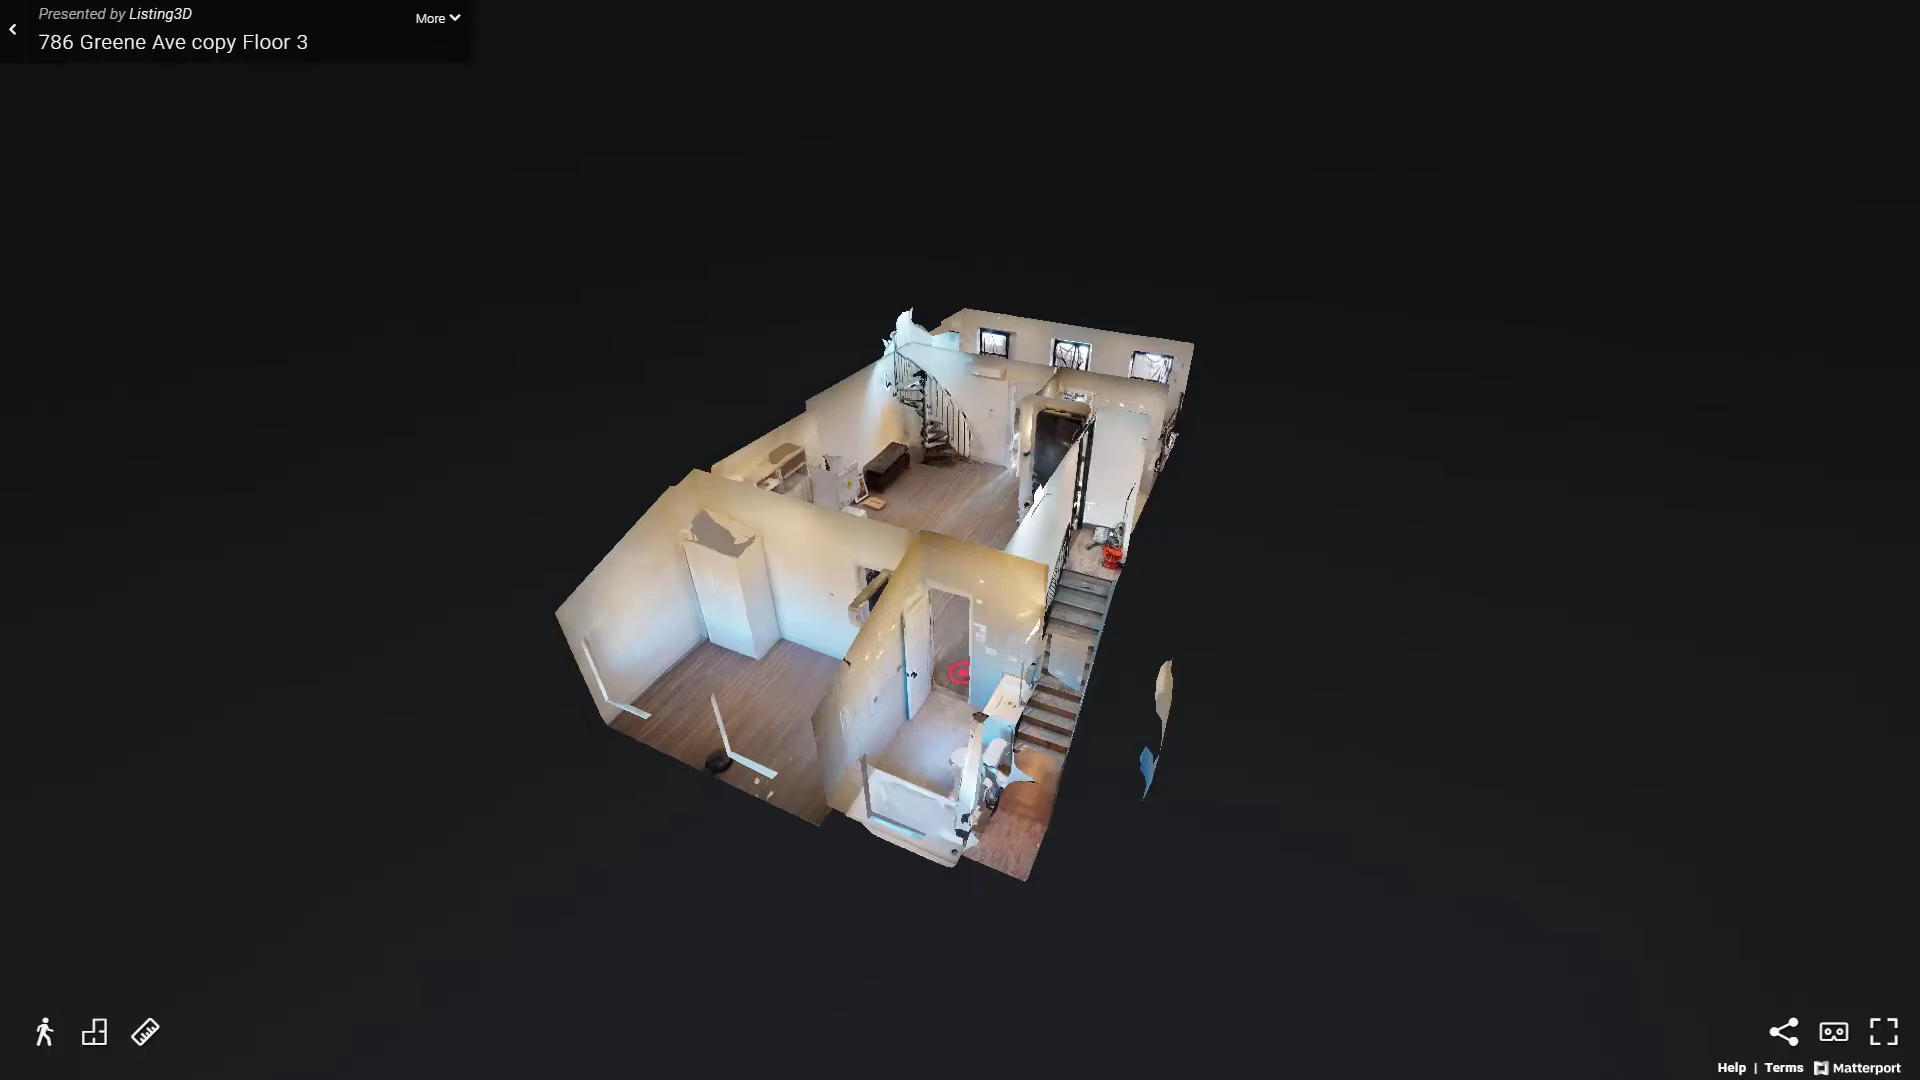 Presented by Listing3D
More
786 Greene Ave copy Floor 3
Help | Terms Matterport